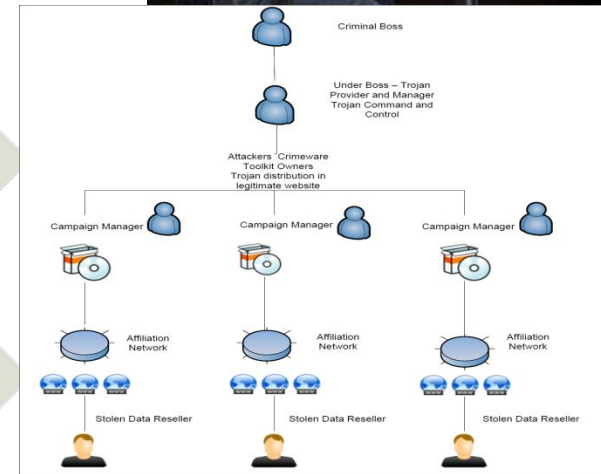 Criminal Boss
Under Boss – Trojan
Provider and Manager
Trojan Command and
Control
Attackers Crimeware
Toolkit Owners
Trojan distribution in
legitimate website
Campaign Manager
Campaign Manager
Campaign Manager
Affiliation
Network
Affiliation
Network
Affiliation
Network
Stolen Data Reseller
Stolen Data Reseller
Stolen Data Reseller